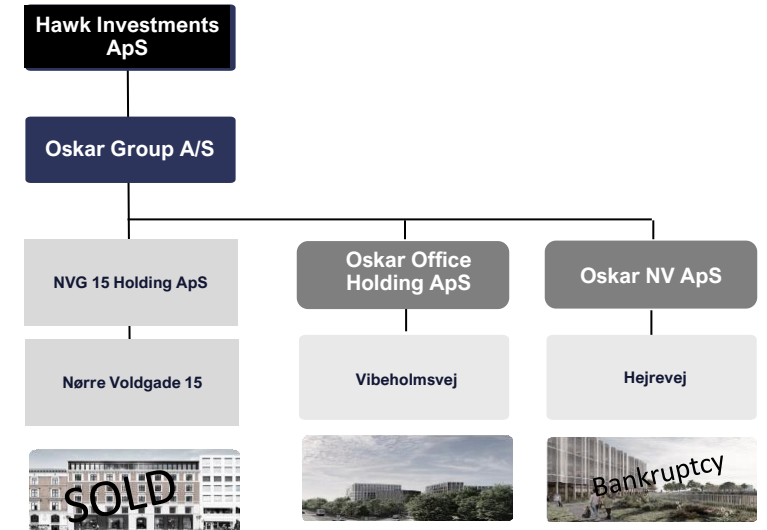 Hawk Investments
ApS
Oskar Group A/S
NVG 15 Holding ApS
Oskar Office
Holding ApS
Oskar NV ApS
Nørre Voldgade 15
Vibeholmsvej
Hejrevej
SOLD
Bankruptcy